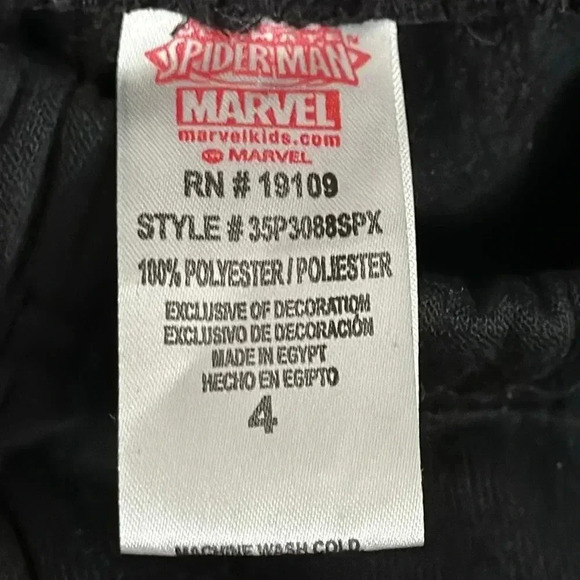 ULTIMATE
SPIDER-MAN
MARVEL
marvelkids.com
© MARVEL
RN # 19109
STYLE # 35P3088SPX
100% POLYESTER / POLIESTER
EXCLUSIVE OF DECORATION
EXCLUSIVO DE DECORACIÓN
MADE IN EGYPT
HECHO EN EGIPTO
4
MACHINE WASH COLD